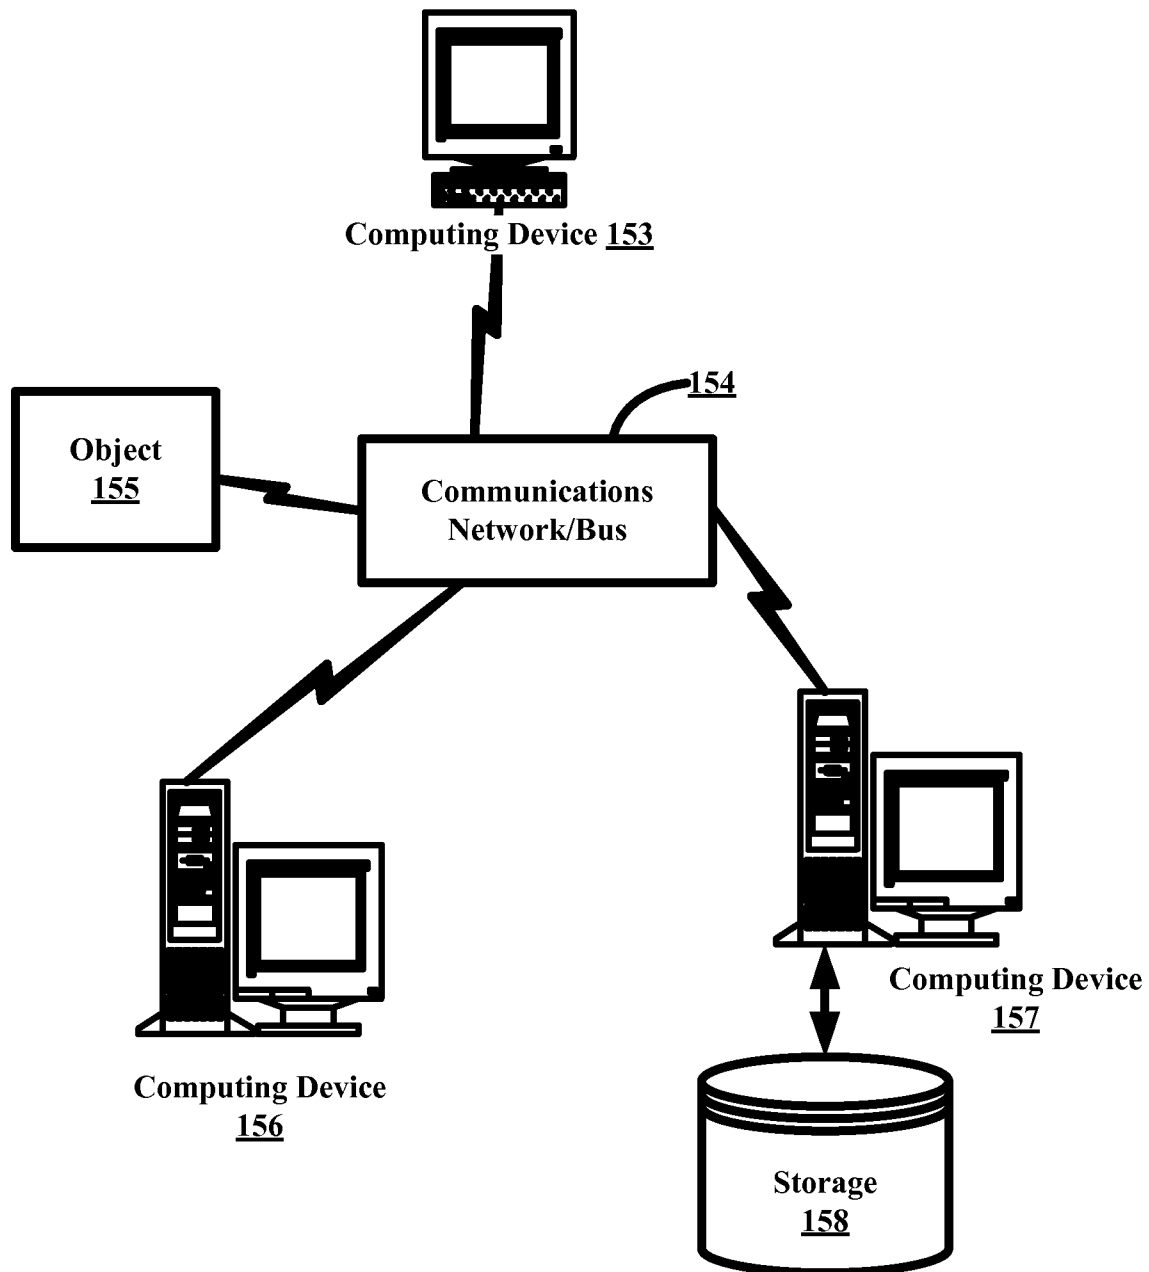 Computing Device 153
154
Object
155
Communications
Network/Bus
Computing Device
157
Computing Device
156
Storage
158